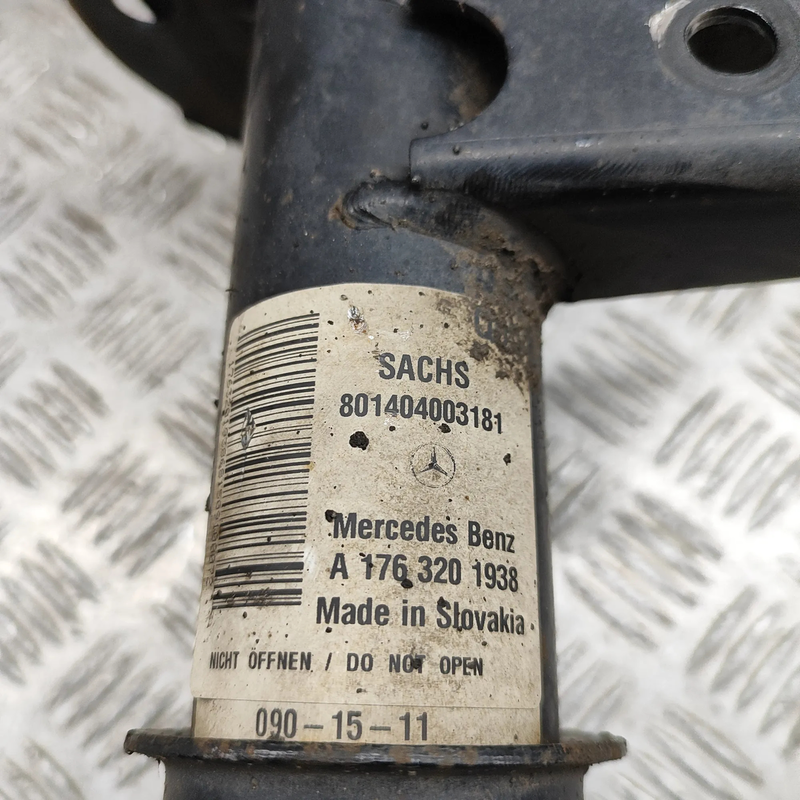 SACHS
801404003181
Mercedes Benz
A 176 320 1938
Made in Slovakia
NICHT ÖFFNEN / DO NOT OPEN
090-15-11